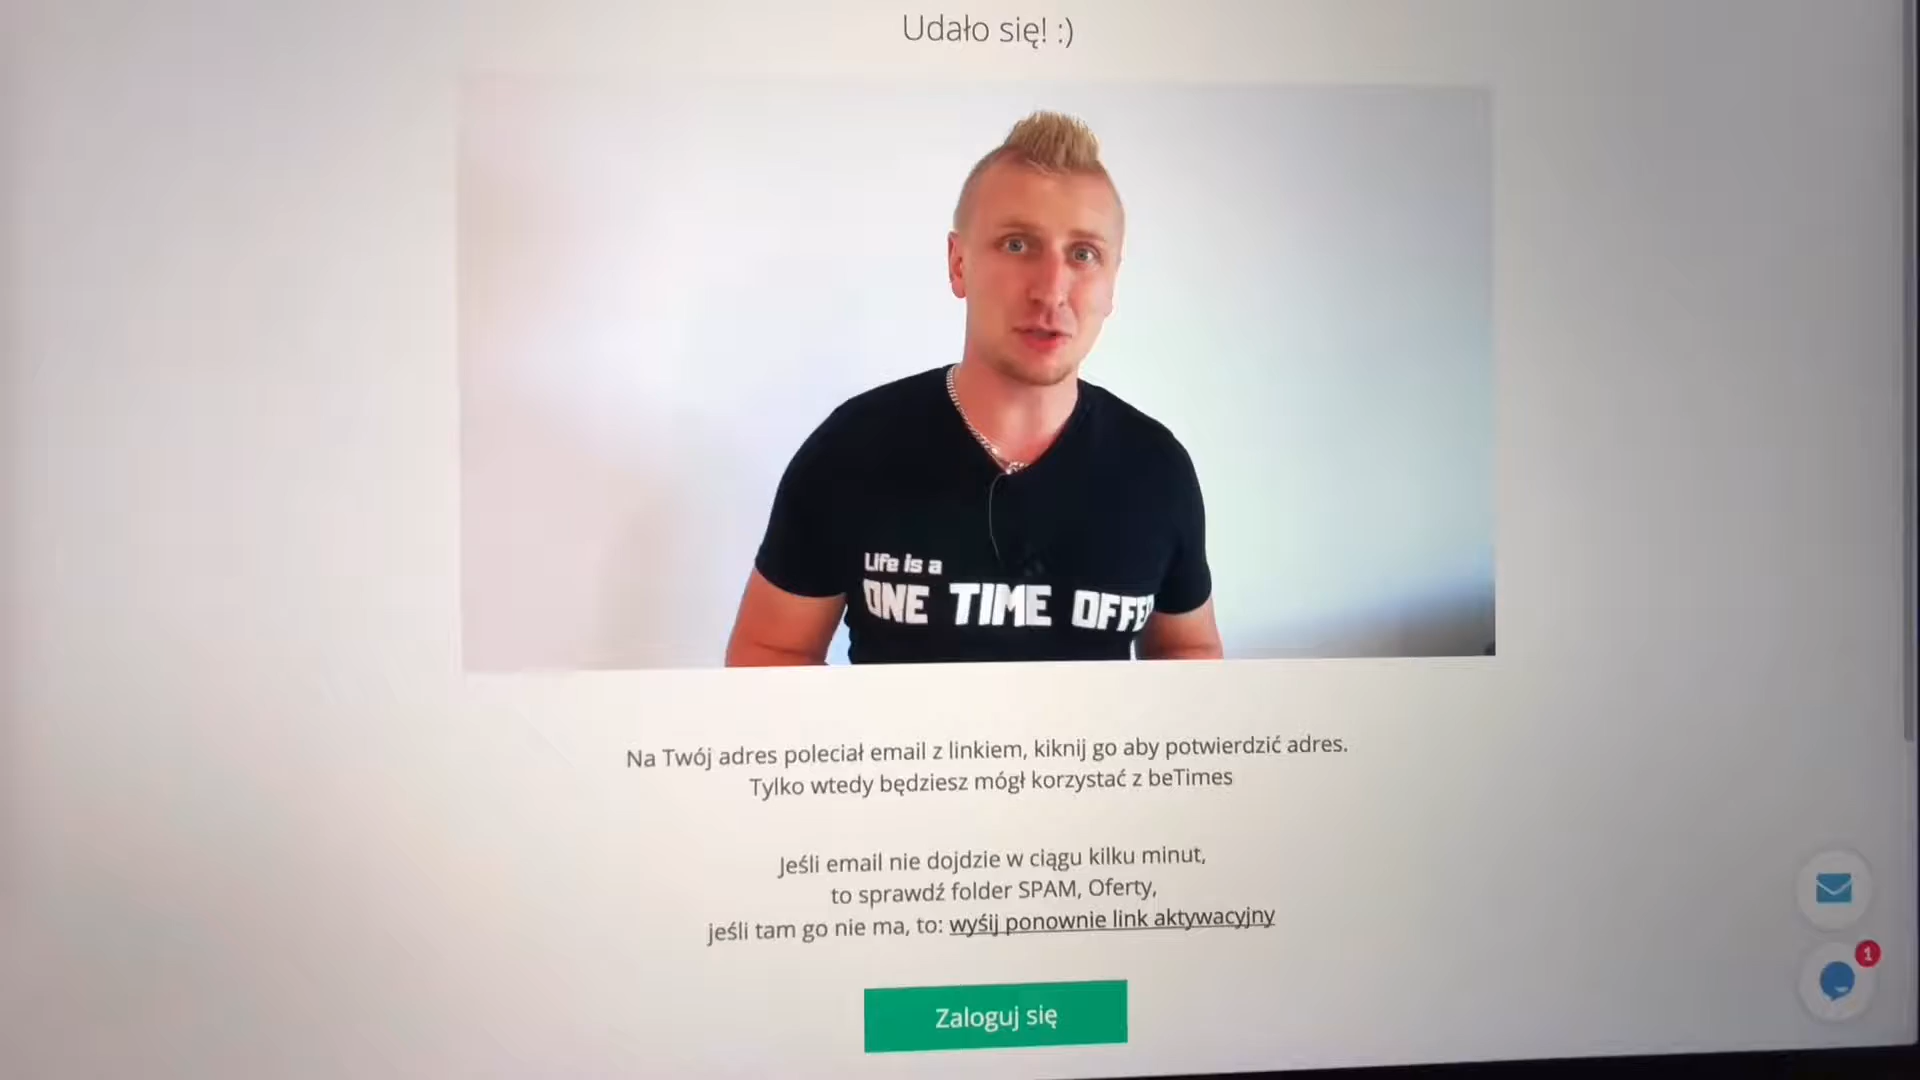 Udało się! :)
Life is a
ONE TIME OFFE
Na Twój adres poleciał email z linkiem, kiknij go aby potwierdzić adres.
Tylko wtedy będziesz mógł korzystać z beTimes
Jeśli email nie dojdzie w ciągu kilku minut,
to sprawdź folder SPAM, Oferty,
jeśli tam go nie ma, to: wyśij ponownie link aktywacyjny
1
Zaloguj się